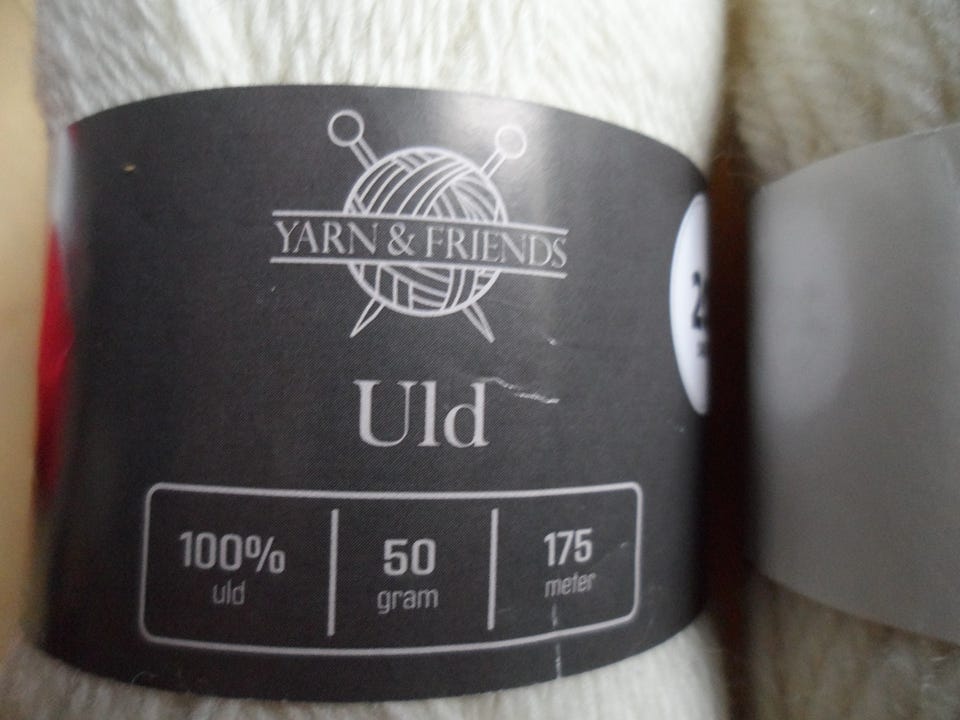 YARN & FRIENDS
Uld
100%
uld
50
gram
175
meter